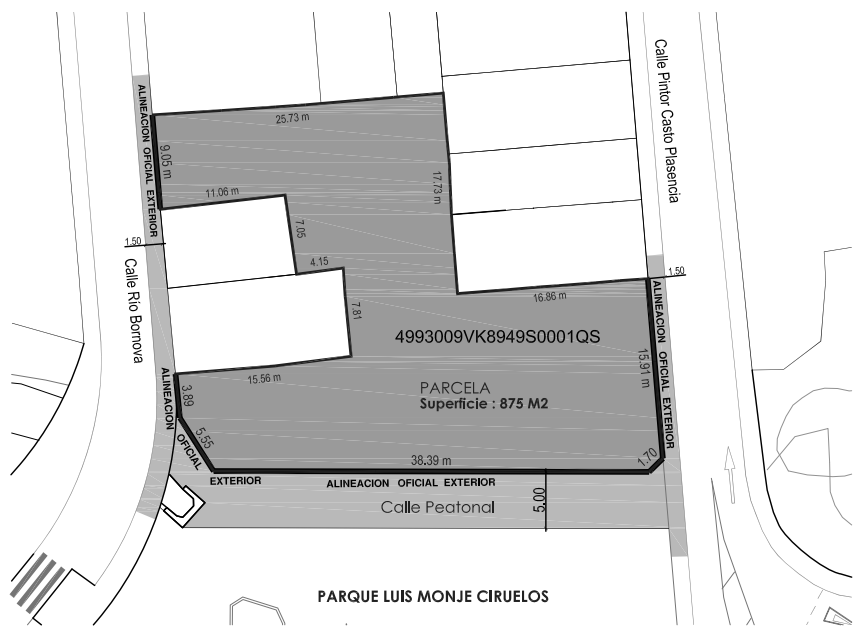 ALINEACION OFICIAL EXTERIOR
25.73 m
9.05 m
11.06 m
17.73 m
7.05
4.15
1.50
Calle Río Bornova
Calle Pintor Casto Plasencia
1.50
16.86 m
7.81
4993009VK8949S0001QS
ALINEACION OFICIAL EXTERIOR
15.91 m
15.56 m
PARCELA
Superficie : 875 M2
ALINEACION OFICIAL EXTERIOR
3.89
5.55
38.39 m
1.70
ALINEACION OFICIAL EXTERIOR
Calle Peatonal
5.00
PARQUE LUIS MONJE CIRUELOS